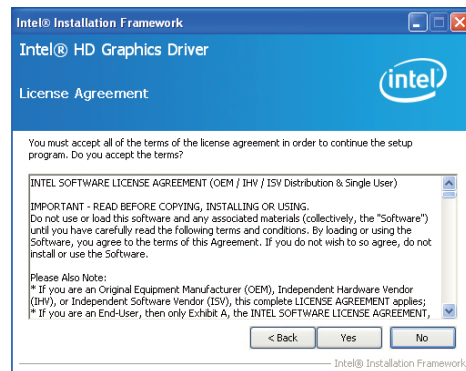 Intel® Installation Framework
Intel® HD Graphics Driver
intel
License Agreement
You must accept all of the terms of the license agreement in order to continue the setup
program. Do you accept the terms?
INTEL SOFTWARE LICENSE AGREEMENT (OEM / IHV / ISV Distribution & Single User)
IMPORTANT - READ BEFORE COPYING, INSTALLING OR USING.
Do not use or load this software and any associated materials (collectively, the "Software")
until you have carefully read the following terms and conditions. By loading or using the
Software, you agree to the terms of this Agreement. If you do not wish to so agree, do not
install or use the Software.
Please Also Note:
* If you are an Original Equipment Manufacturer (OEM), Independent Hardware Vendor
(IHV), or Independent Software Vendor (ISV), this complete LICENSE AGREEMENT applies;
* If you are an End-User, then only Exhibit A, the INTEL SOFTWARE LICENSE AGREEMENT,
< Back Yes No
Intel® Installation Framework